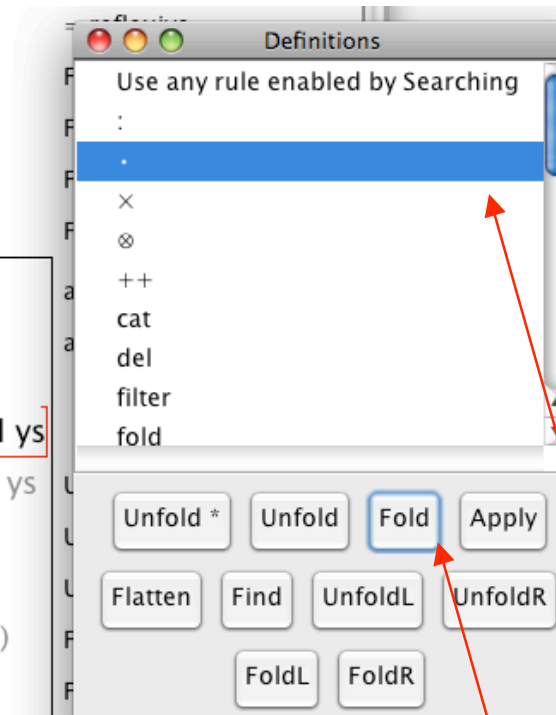 = reflexive
Definitions
Use any rule enabled by Searching
:
·
×
⊗
++
cat
del
filter
fold
ys
ys
)
Unfold * Unfold Fold Apply
Flatten Find UnfoldL UnfoldR
FoldL FoldR